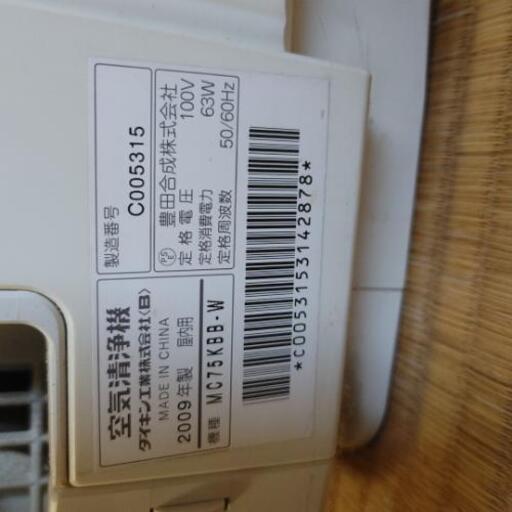 空気清浄機
ダイキン工業株式会社〈B〉
MADE IN CHINA
2009年製 屋内用
機種 MC75KBB-W
製造番号
C005315
PSE 豊田合成株式会社
定格電圧 100V
定格消費電力 63W
定格周波数 50/60Hz
*C0053153142878*